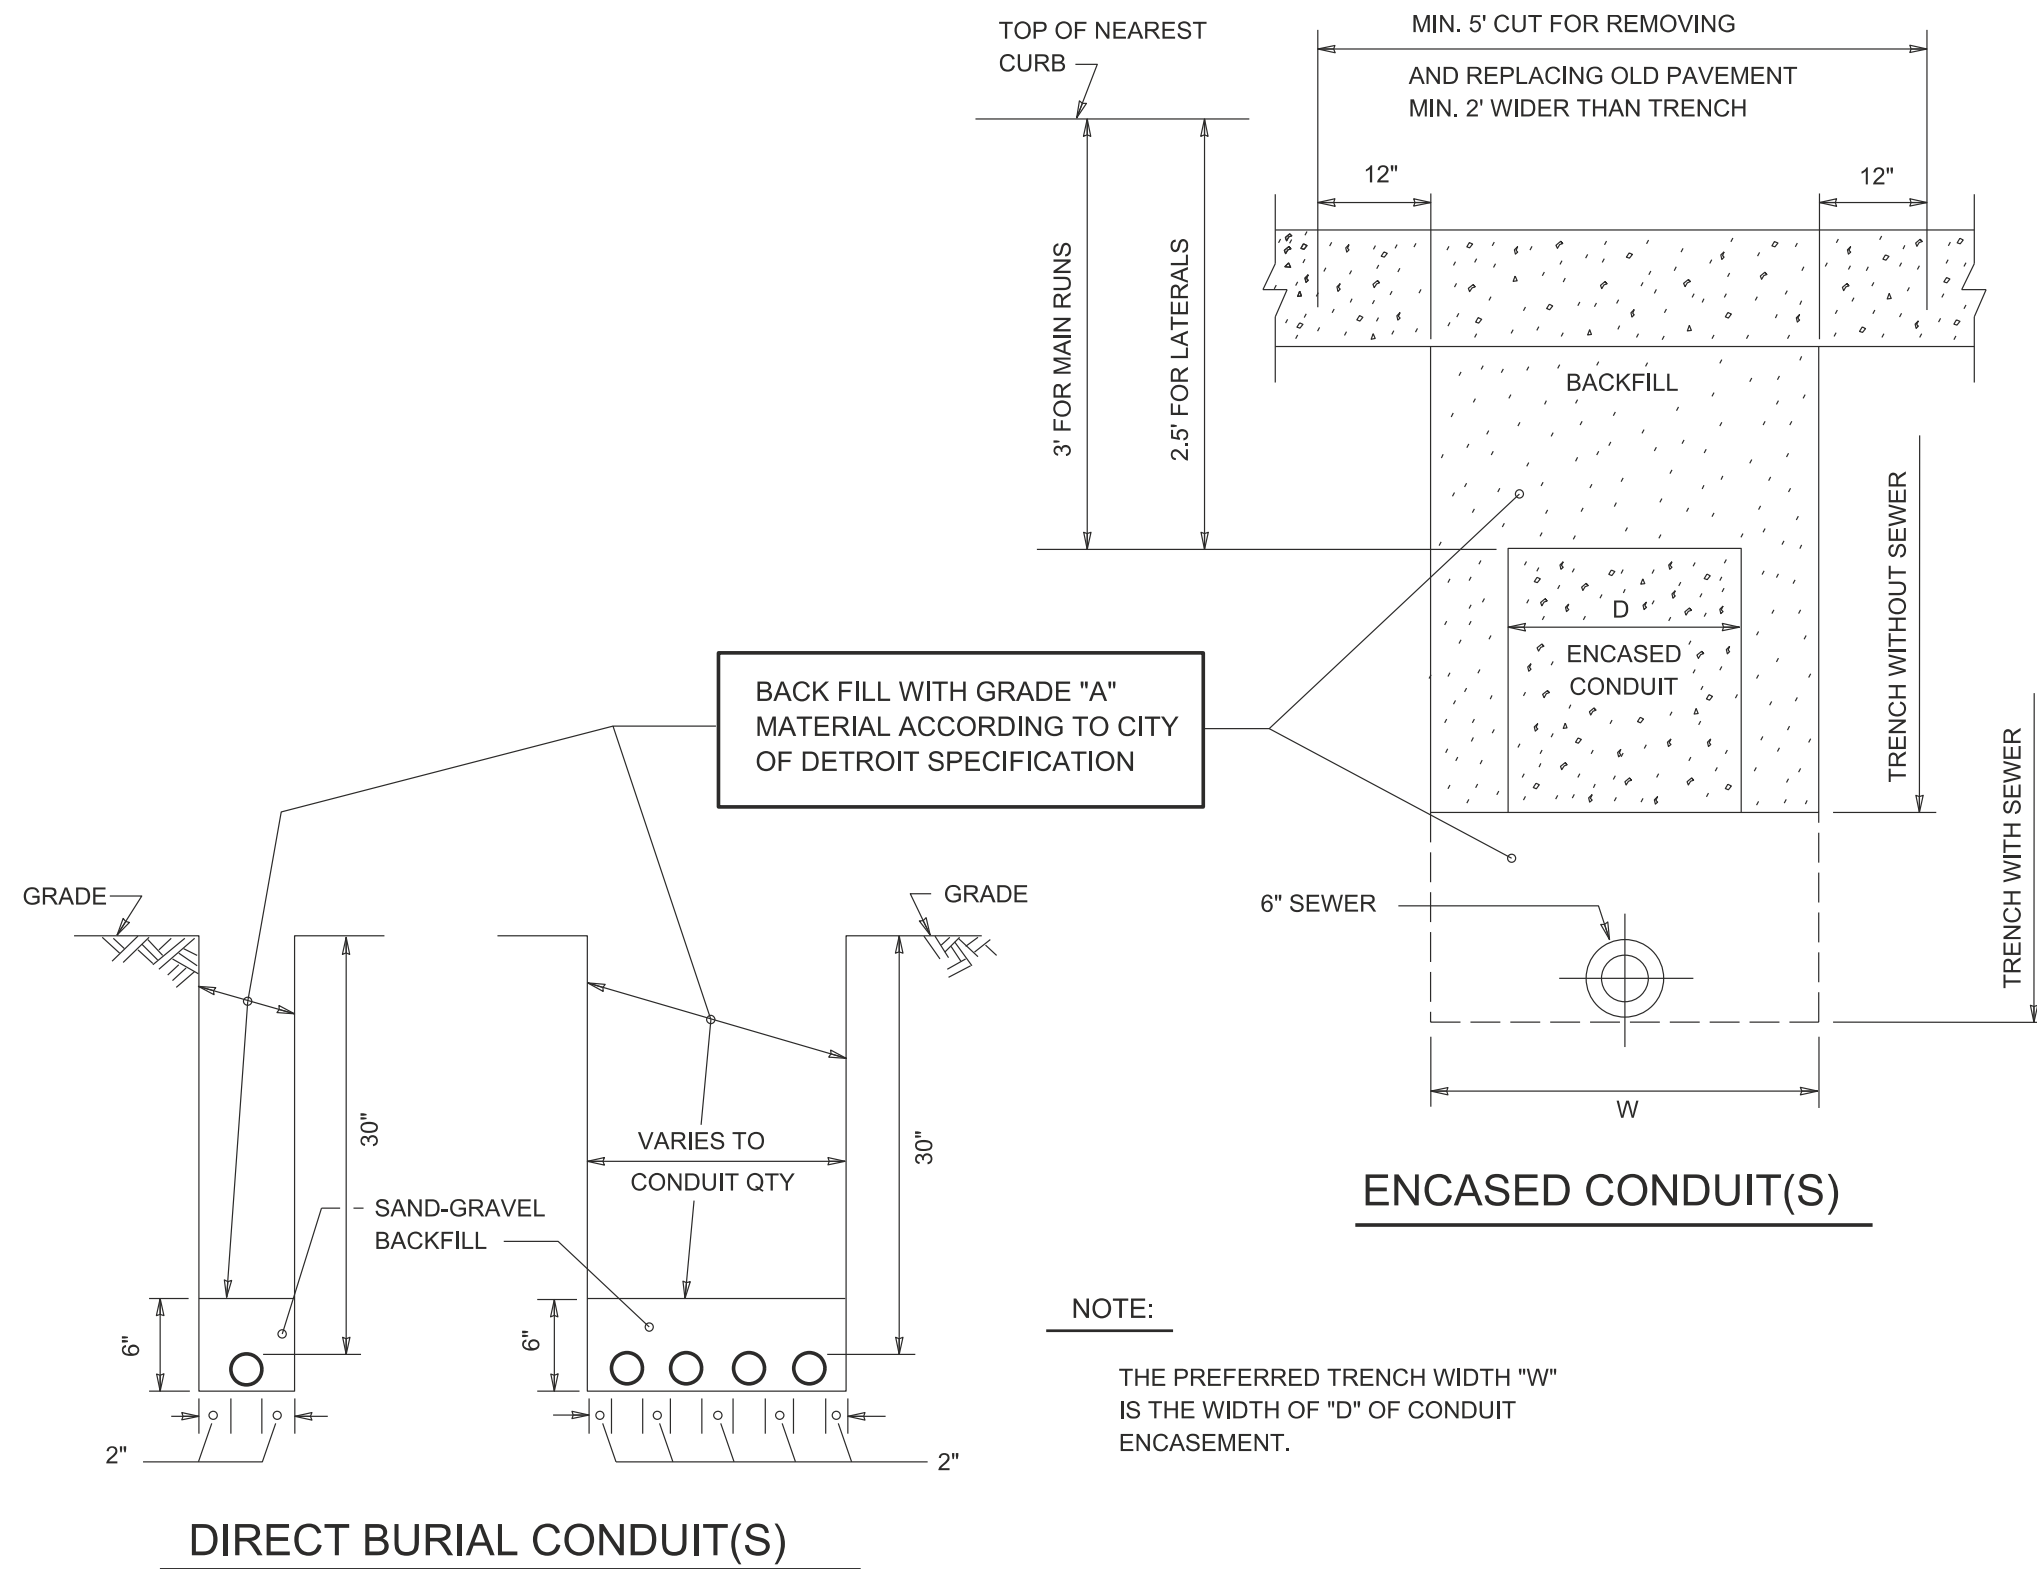 TOP OF NEAREST
CURB
MIN. 5' CUT FOR REMOVING
AND REPLACING OLD PAVEMENT
MIN. 2' WIDER THAN TRENCH
12"
12"
3' FOR MAIN RUNS
2.5' FOR LATERALS
BACKFILL
D
ENCASED
CONDUIT
TRENCH WITHOUT SEWER
TRENCH WITH SEWER
BACK FILL WITH GRADE "A"
MATERIAL ACCORDING TO CITY
OF DETROIT SPECIFICATION
6" SEWER
W
ENCASED CONDUIT(S)
GRADE
GRADE
30"
30"
VARIES TO
CONDUIT QTY
SAND-GRAVEL
BACKFILL
6"
6"
2"
2"
DIRECT BURIAL CONDUIT(S)
NOTE:
THE PREFERRED TRENCH WIDTH "W"
IS THE WIDTH OF "D" OF CONDUIT
ENCASEMENT.